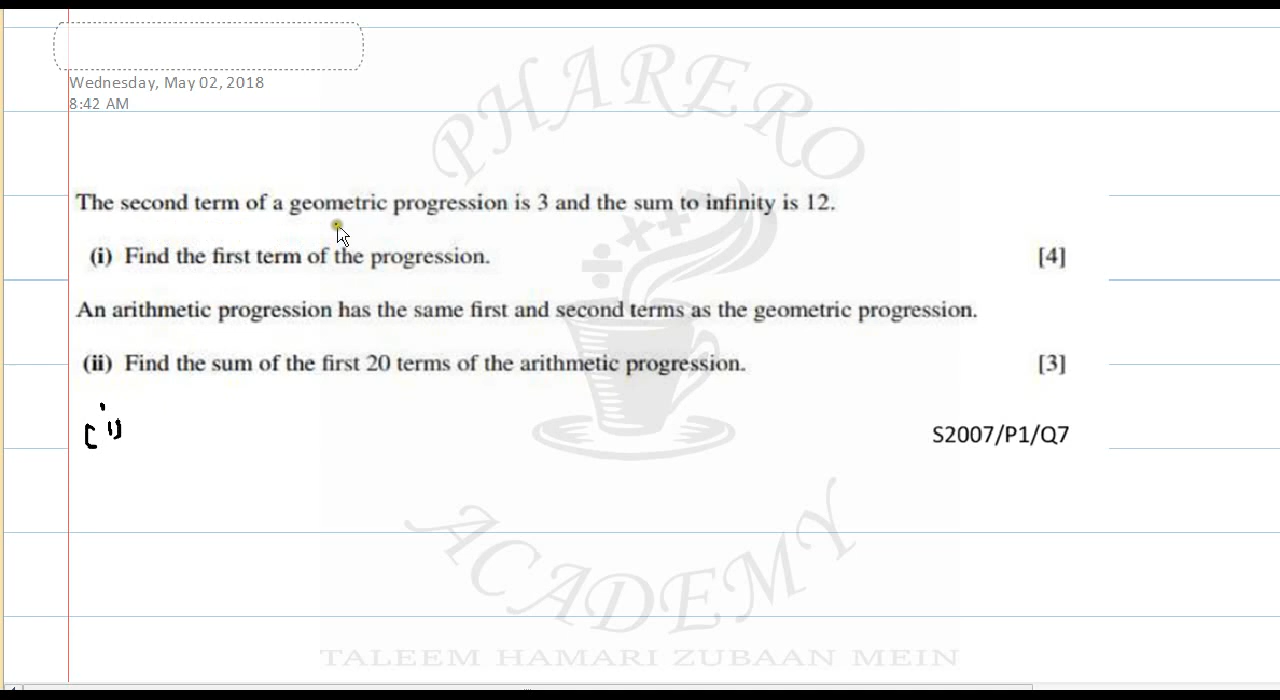 PHARERO
Wednesday, May 02, 2018
8:42 AM
The second term of a geometric progression is 3 and the sum to infinity is 12.
(i) Find the first term of the progression. [4]
An arithmetic progression has the same first and second terms as the geometric progression.
(ii) Find the sum of the first 20 terms of the arithmetic progression. [3]
S2007/P1/Q7
ACADEMY
TALEEM HAMARI ZUBAAN MEIN